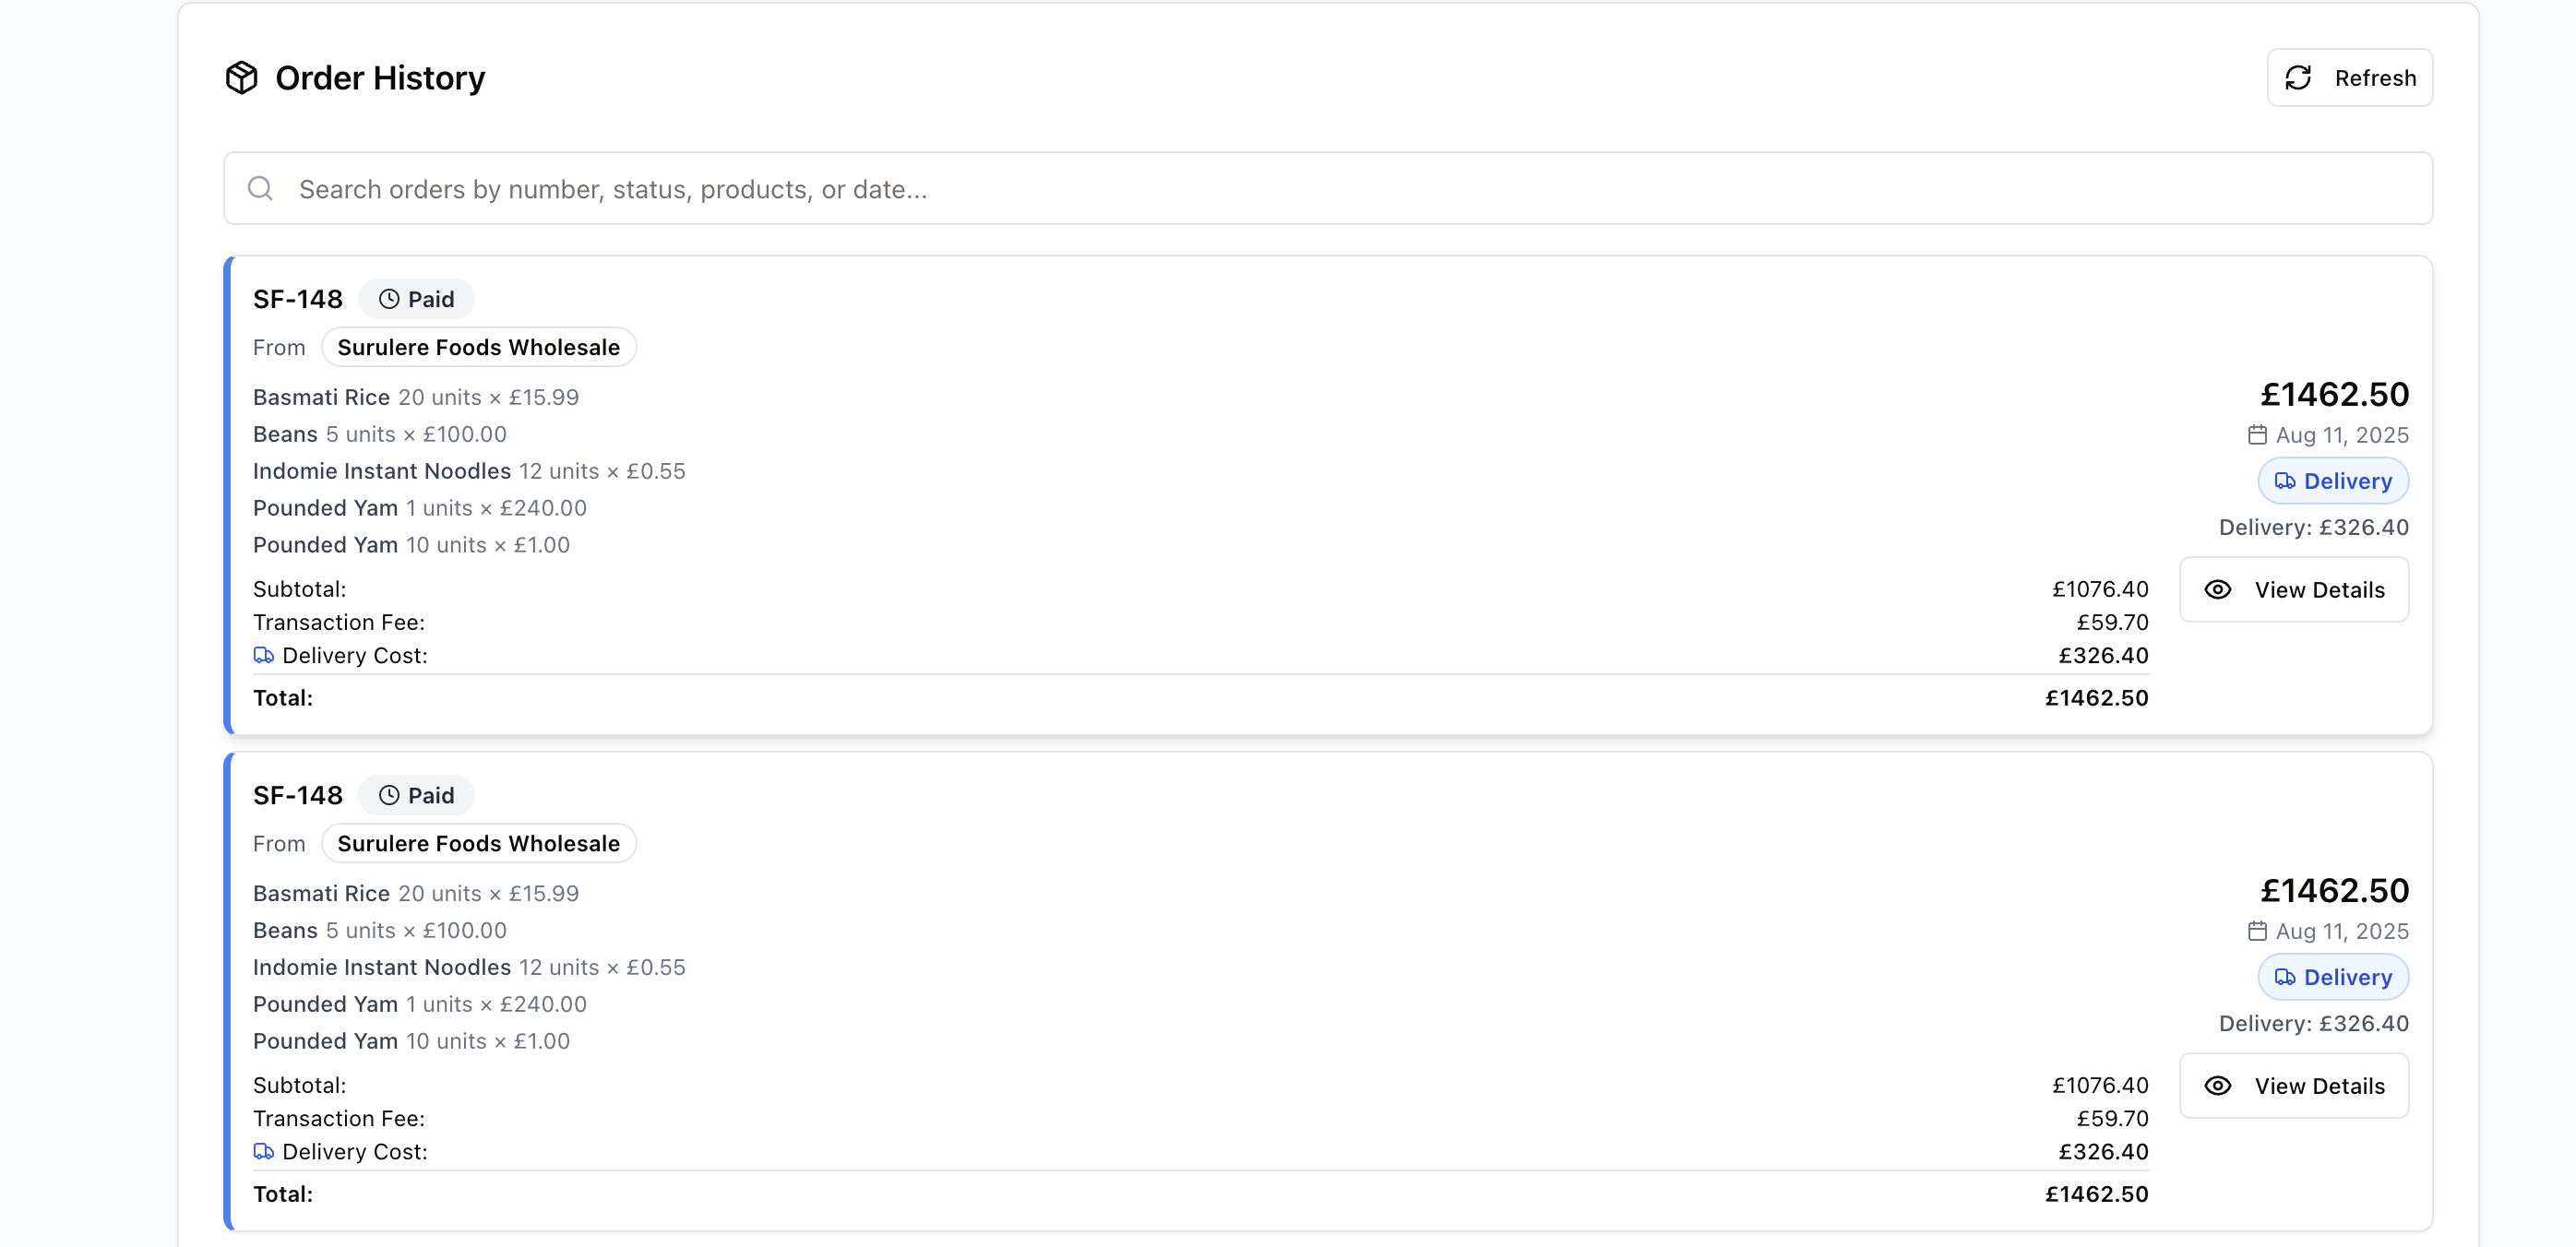 Order History
Refresh
Search orders by number, status, products, or date...
SF-148 Paid
From Surulere Foods Wholesale
Basmati Rice 20 units × £15.99
Beans 5 units × £100.00
Indomie Instant Noodles 12 units × £0.55
Pounded Yam 1 units × £240.00
Pounded Yam 10 units × £1.00
Subtotal: £1076.40
Transaction Fee: £59.70
Delivery Cost: £326.40
Total: £1462.50
£1462.50
Aug 11, 2025
Delivery
Delivery: £326.40
View Details
SF-148 Paid
From Surulere Foods Wholesale
Basmati Rice 20 units × £15.99
Beans 5 units × £100.00
Indomie Instant Noodles 12 units × £0.55
Pounded Yam 1 units × £240.00
Pounded Yam 10 units × £1.00
Subtotal: £1076.40
Transaction Fee: £59.70
Delivery Cost: £326.40
Total: £1462.50
£1462.50
Aug 11, 2025
Delivery
Delivery: £326.40
View Details